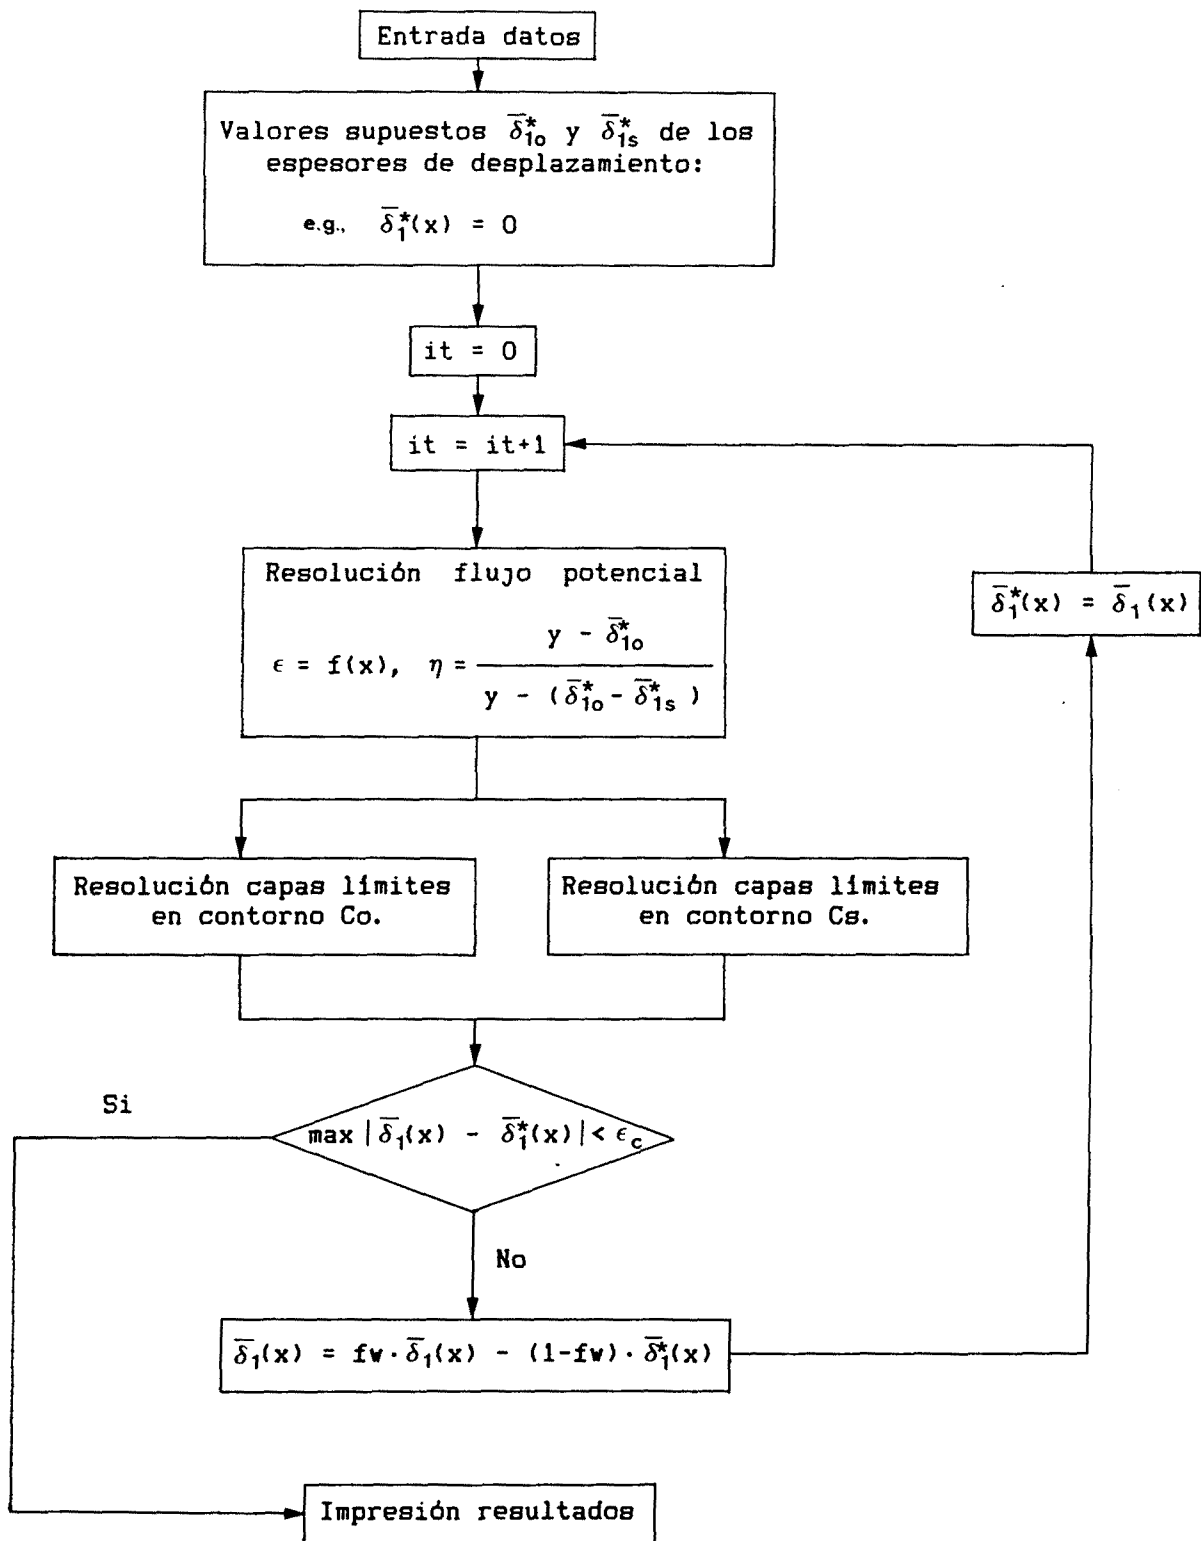 Entrada datos
Valores supuestos δ̅*₁ₒ y δ̅*₁ₛ de los
espesores de desplazamiento:
e.g., δ̅*₁(x) = 0
it = 0
it = it+1
Resolución flujo potencial
ϵ = f(x), η = (y - δ̅*₁ₒ) / (y - (δ̅*₁ₒ - δ̅*₁ₛ))
δ̅*₁(x) = δ̅₁(x)
Resolución capas límites
en contorno Co.
Resolución capas límites
en contorno Cs.
Si
max |δ̅₁(x) - δ̅*₁(x)| < ϵc
No
δ̅₁(x) = fw·δ̅₁(x) - (1-fw)·δ̅*₁(x)
Impresión resultados